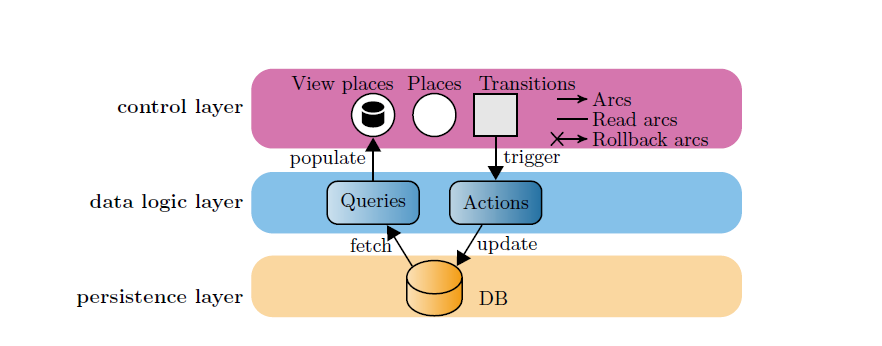 View places Places Transitions
control layer
Arcs
Read arcs
Rollback arcs
populate
trigger
data logic layer
Queries
Actions
fetch
update
persistence layer
DB